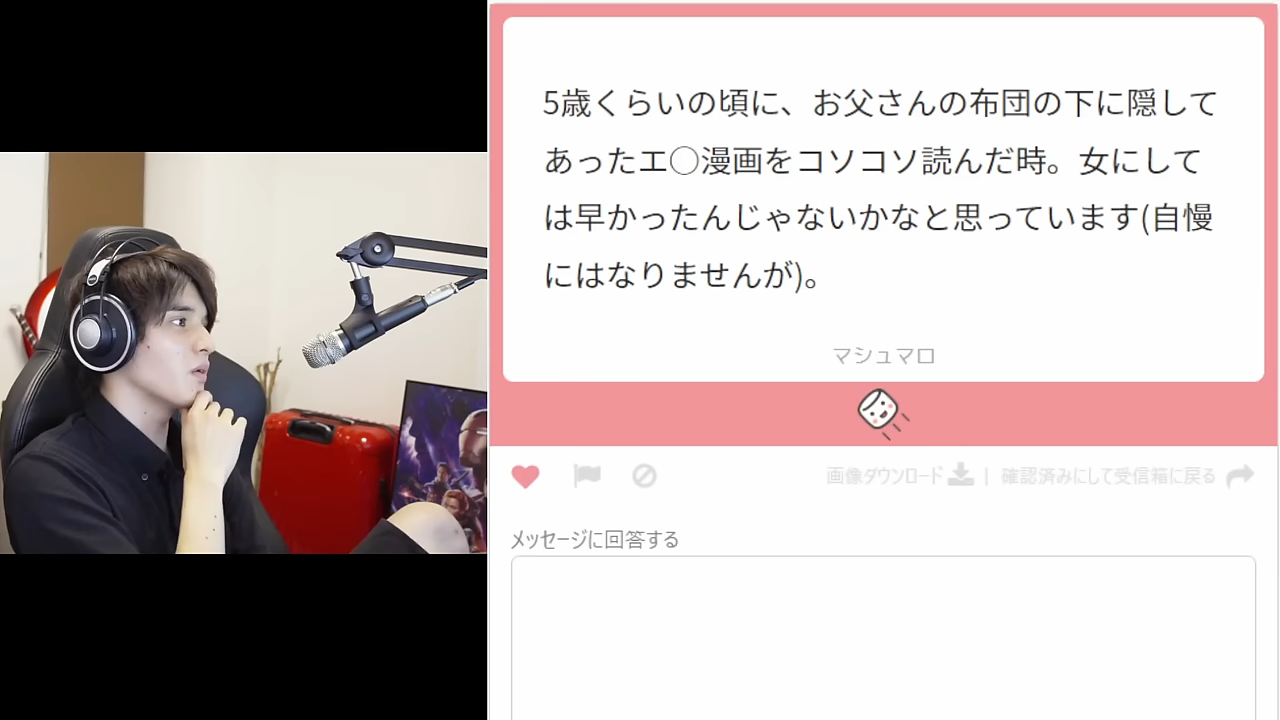 5歳くらいの頃に、お父さんの布団の下に隠して
あったエ◯漫画をコソコソ読んだ時。女にして
は早かったんじゃないかなと思っています(自慢
にはなりませんが)。
マシュマロ
画像ダウンロード | 確認済みにして受信箱に戻る
メッセージに回答する